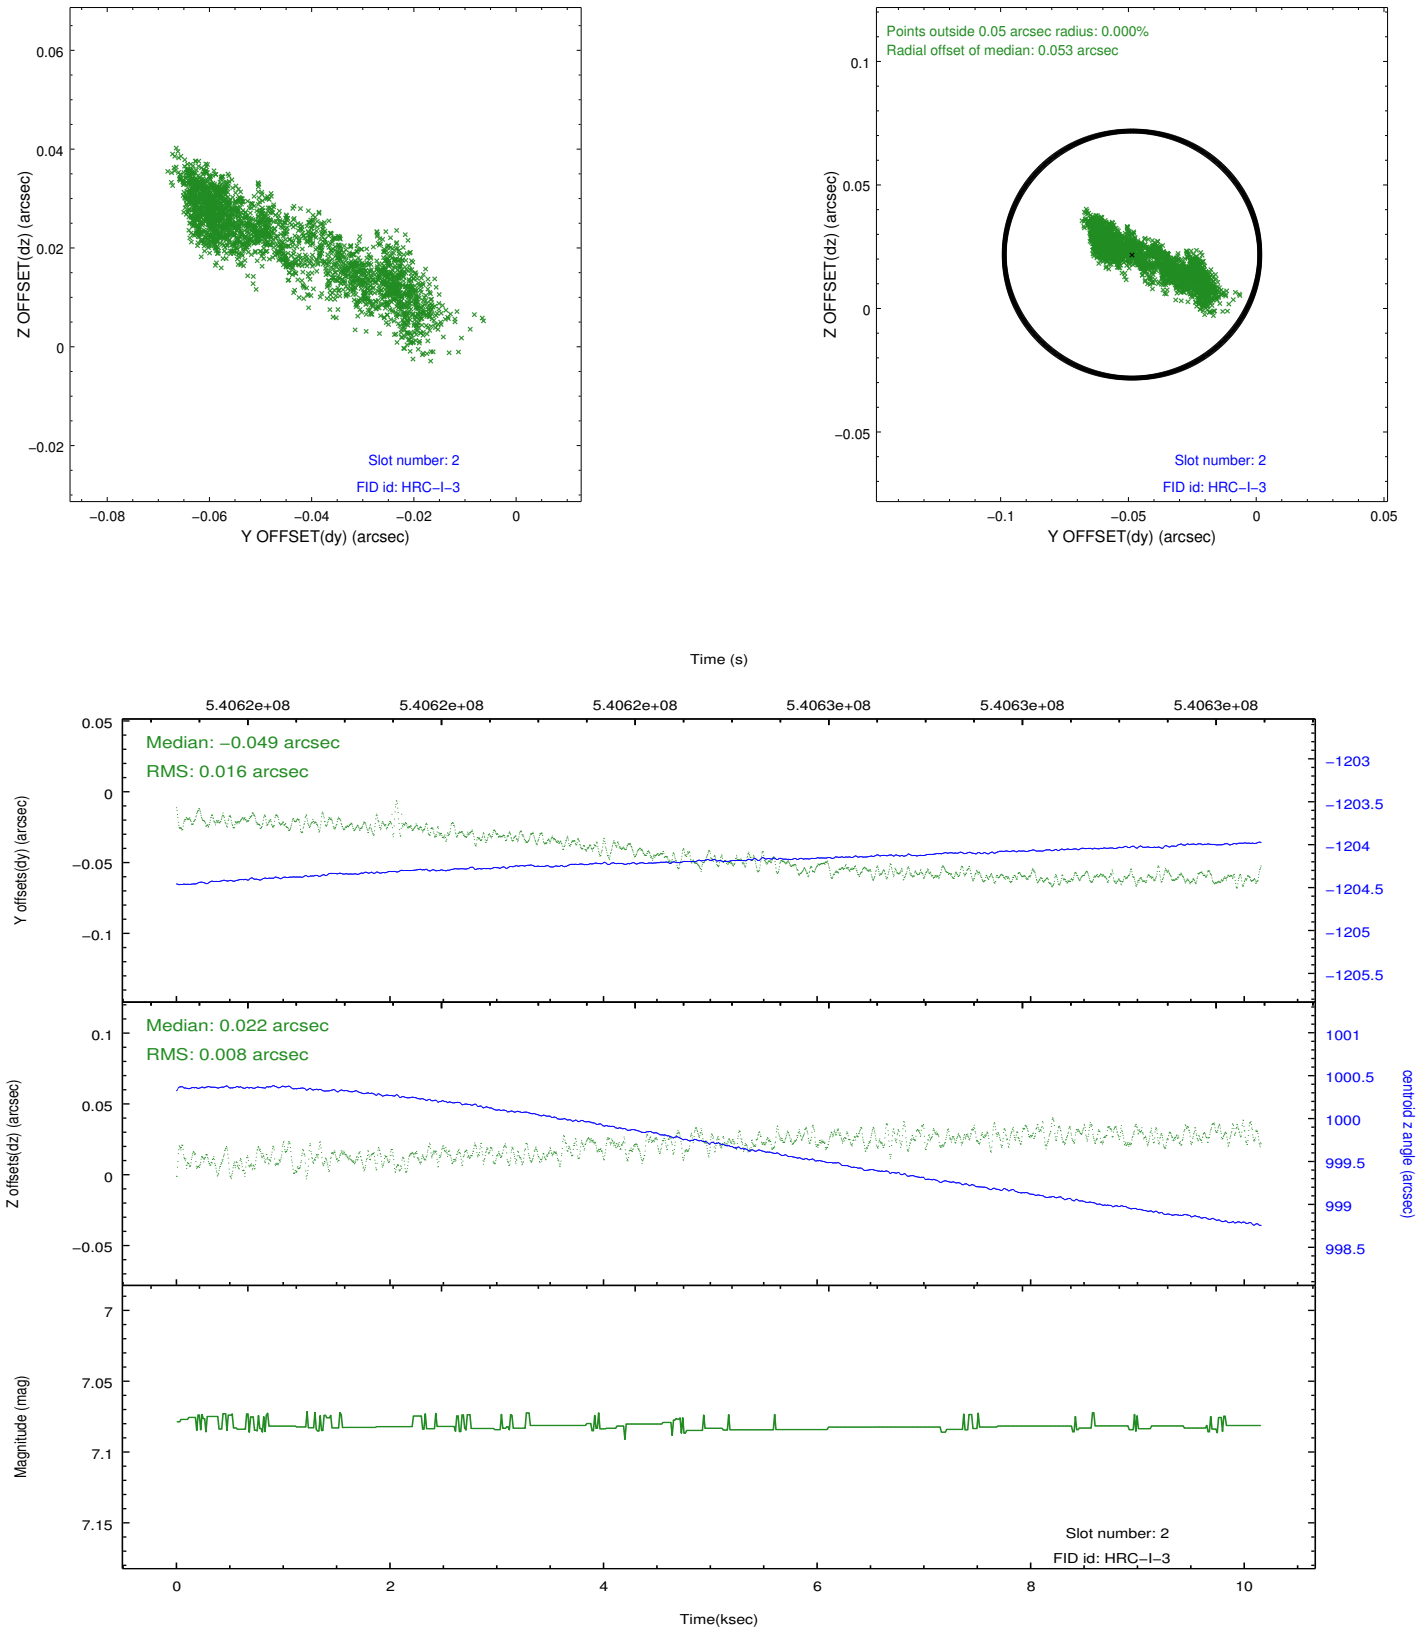 0.06
0.04
0.02
0
−0.02
Z OFFSET(dz) (arcsec)
Slot number: 2
FID id: HRC−I−3
−0.08 −0.06 −0.04 −0.02 0
Y OFFSET(dy) (arcsec)
Points outside 0.05 arcsec radius: 0.000%
Radial offset of median: 0.053 arcsec
0.1
0.05
0
−0.05
Z OFFSET(dz) (arcsec)
Slot number: 2
FID id: HRC−I−3
−0.1 −0.05 0 0.05
Y OFFSET(dy) (arcsec)
Time (s)
5.4062e+08 5.4062e+08 5.4062e+08 5.4063e+08 5.4063e+08 5.4063e+08
0.05
0
−0.05
−0.1
Y offsets(dy) (arcsec)
Median: −0.049 arcsec
RMS: 0.016 arcsec
−1203
−1203.5
−1204
−1204.5
−1205
−1205.5
0.1
0.05
0
−0.05
Z offsets(dz) (arcsec)
Median: 0.022 arcsec
RMS: 0.008 arcsec
1001
1000.5
1000
999.5
999
998.5
centroid z angle (arcsec)
7
7.05
7.1
7.15
Magnitude (mag)
Slot number: 2
FID id: HRC−I−3
0 2 4 6 8 10
Time(ksec)